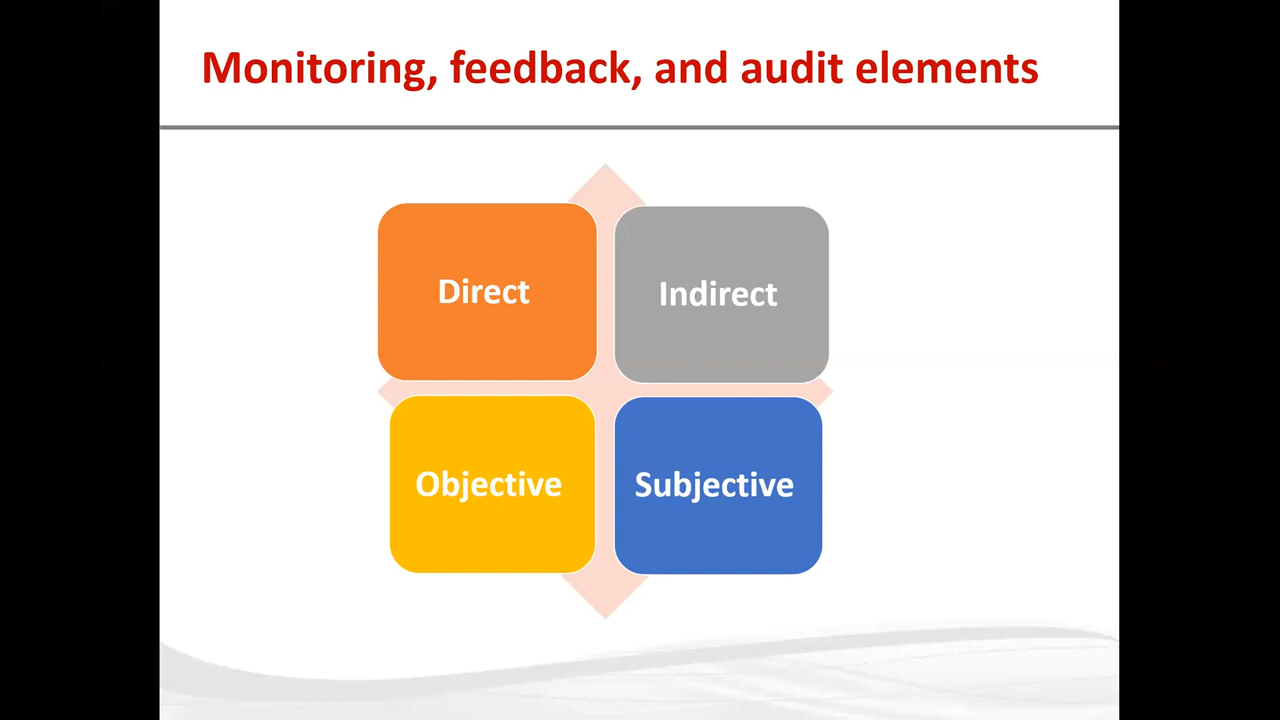 Monitoring, feedback, and audit elements
Direct
Indirect
Objective
Subjective